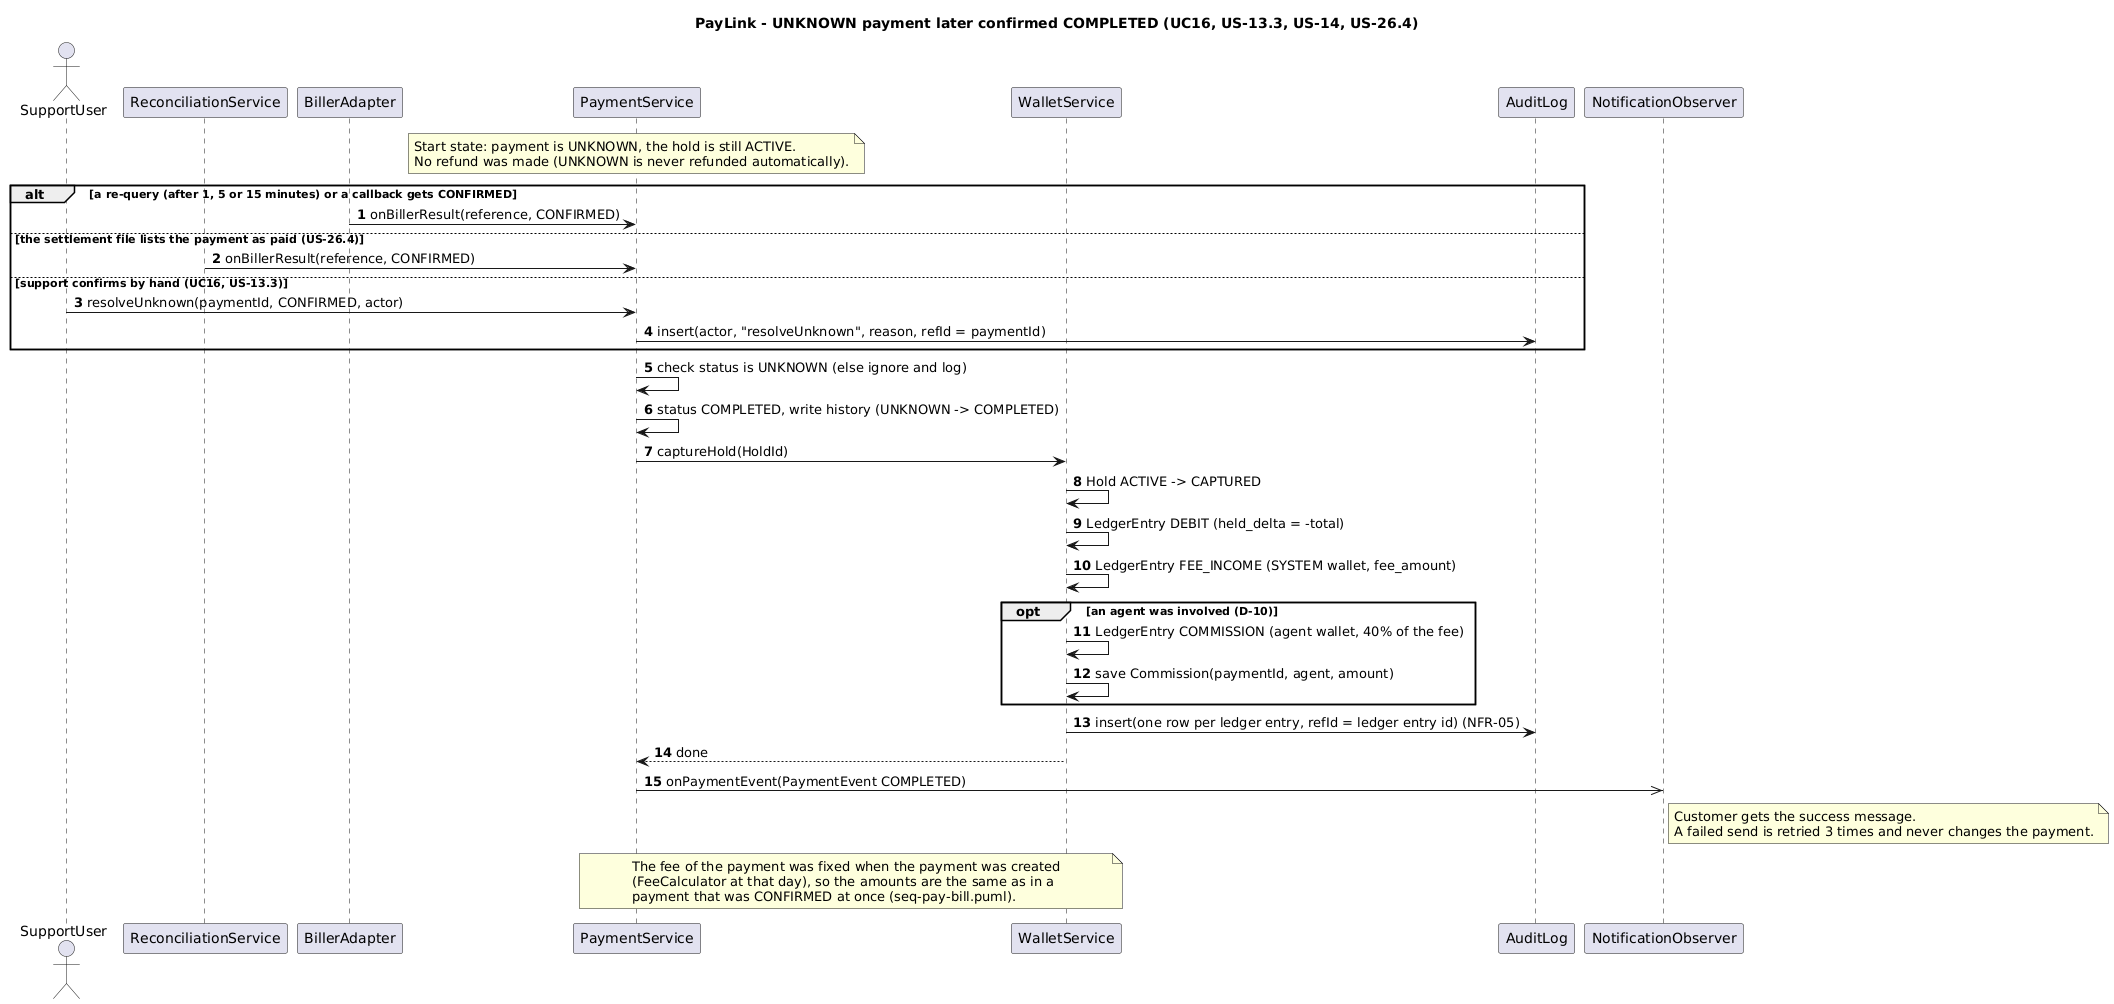 PayLink - UNKNOWN payment later confirmed COMPLETED (UC16, US-13.3, US-14, US-26.4)
SupportUser
ReconciliationService
BillerAdapter
PaymentService
WalletService
AuditLog
NotificationObserver
Start state: payment is UNKNOWN, the hold is still ACTIVE.
No refund was made (UNKNOWN is never refunded automatically).
alt [a re-query (after 1, 5 or 15 minutes) or a callback gets CONFIRMED]
1 onBillerResult(reference, CONFIRMED)
[the settlement file lists the payment as paid (US-26.4)]
2 onBillerResult(reference, CONFIRMED)
[support confirms by hand (UC16, US-13.3)]
3 resolveUnknown(paymentId, CONFIRMED, actor)
4 insert(actor, "resolveUnknown", reason, refId = paymentId)
5 check status is UNKNOWN (else ignore and log)
6 status COMPLETED, write history (UNKNOWN -> COMPLETED)
7 captureHold(HoldId)
8 Hold ACTIVE -> CAPTURED
9 LedgerEntry DEBIT (held_delta = -total)
10 LedgerEntry FEE_INCOME (SYSTEM wallet, fee_amount)
opt [an agent was involved (D-10)]
11 LedgerEntry COMMISSION (agent wallet, 40% of the fee)
12 save Commission(paymentId, agent, amount)
13 insert(one row per ledger entry, refId = ledger entry id) (NFR-05)
14 done
15 onPaymentEvent(PaymentEvent COMPLETED)
Customer gets the success message.
A failed send is retried 3 times and never changes the payment.
The fee of the payment was fixed when the payment was created
(FeeCalculator at that day), so the amounts are the same as in a
payment that was CONFIRMED at once (seq-pay-bill.puml).
SupportUser
ReconciliationService
BillerAdapter
PaymentService
WalletService
AuditLog
NotificationObserver